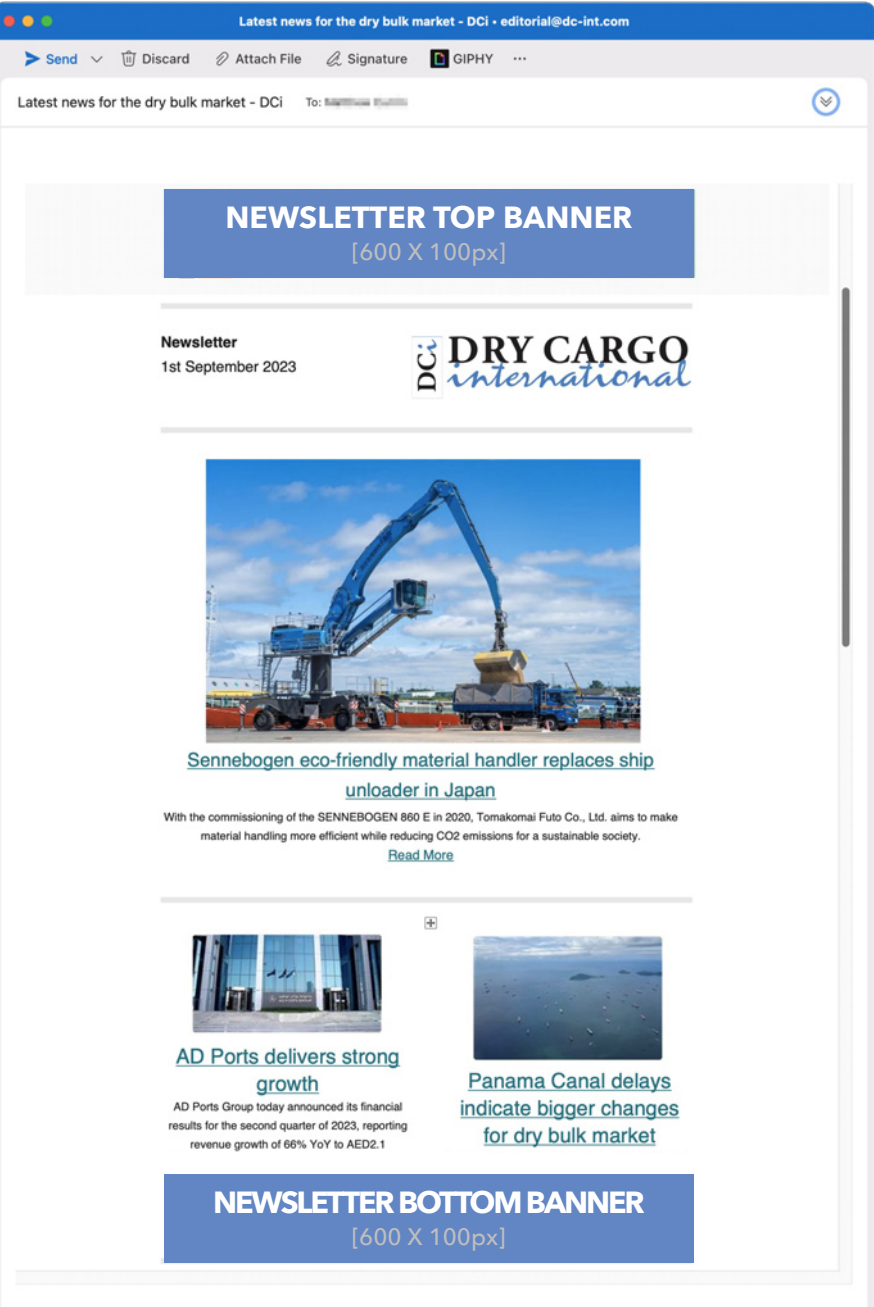 Latest news for the dry bulk market - DCi • editorial@dc-int.com
Send Discard Attach File Signature GIPHY ...
Latest news for the dry bulk market - DCi To:
NEWSLETTER TOP BANNER
[600 X 100px]
Newsletter
1st September 2023
DCi DRY CARGO
international
Sennebogen eco-friendly material handler replaces ship
unloader in Japan
With the commissioning of the SENNEBOGEN 860 E in 2020, Tomakomai Futo Co., Ltd. aims to make
material handling more efficient while reducing CO2 emissions for a sustainable society.
Read More
AD Ports delivers strong
growth
AD Ports Group today announced its financial
results for the second quarter of 2023, reporting
revenue growth of 66% YoY to AED2.1
Panama Canal delays
indicate bigger changes
for dry bulk market
NEWSLETTER BOTTOM BANNER
[600 X 100px]